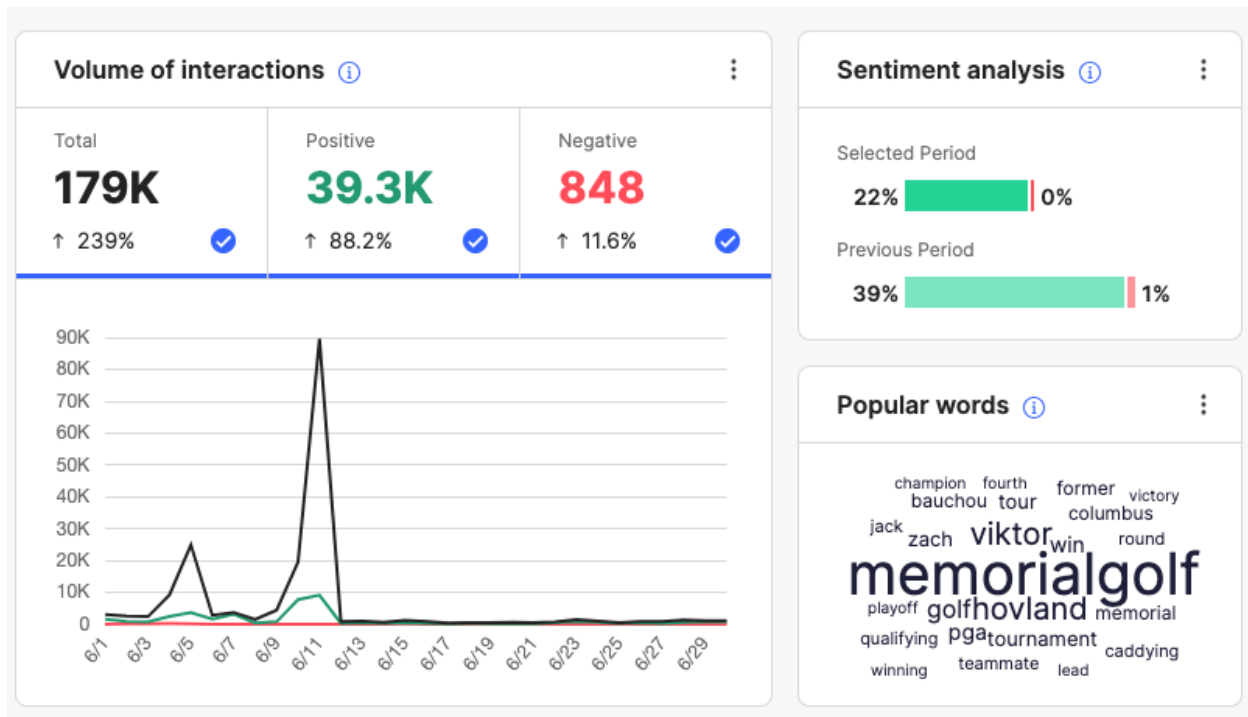 Volume of interactions
Total
179K
↑ 239%
Positive
39.3K
↑ 88.2%
Negative
848
↑ 11.6%
90K
80K
70K
60K
50K
40K
30K
20K
10K
0
6/1
6/3
6/5
6/7
6/9
6/11
6/13
6/15
6/17
6/19
6/21
6/23
6/25
6/27
6/29
Sentiment analysis
Selected Period
22% 0%
Previous Period
39% 1%
Popular words
champion fourth former victory
bauchou tour columbus
jack zach viktor win round
memorialgolf
playoff golf hovland memorial
qualifying pga tournament caddying
winning teammate lead